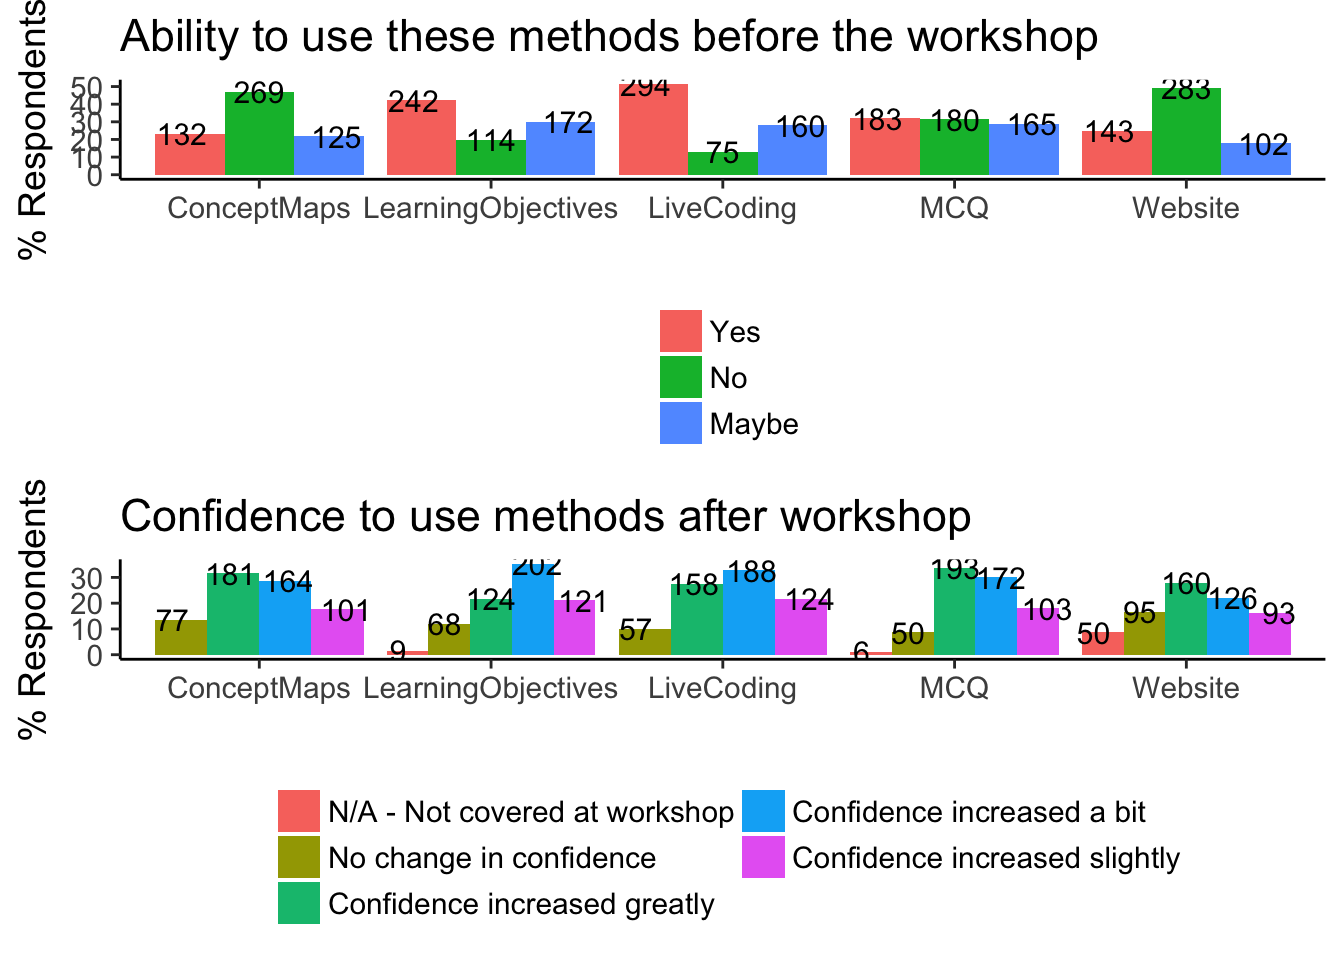 Ability to use these methods before the workshop
% Respondents
50
40
30
20
10
0
132 269 125 242 114 172 294 75 160 183 180 165 143 283 102
ConceptMaps LearningObjectives LiveCoding MCQ Website
Yes
No
Maybe
Confidence to use methods after workshop
% Respondents
30
20
10
0
77 181 164 101 9 68 124 202 121 57 158 188 124 6 50 193 172 103 50 95 160 126 93
ConceptMaps LearningObjectives LiveCoding MCQ Website
N/A - Not covered at workshop Confidence increased a bit
No change in confidence Confidence increased slightly
Confidence increased greatly